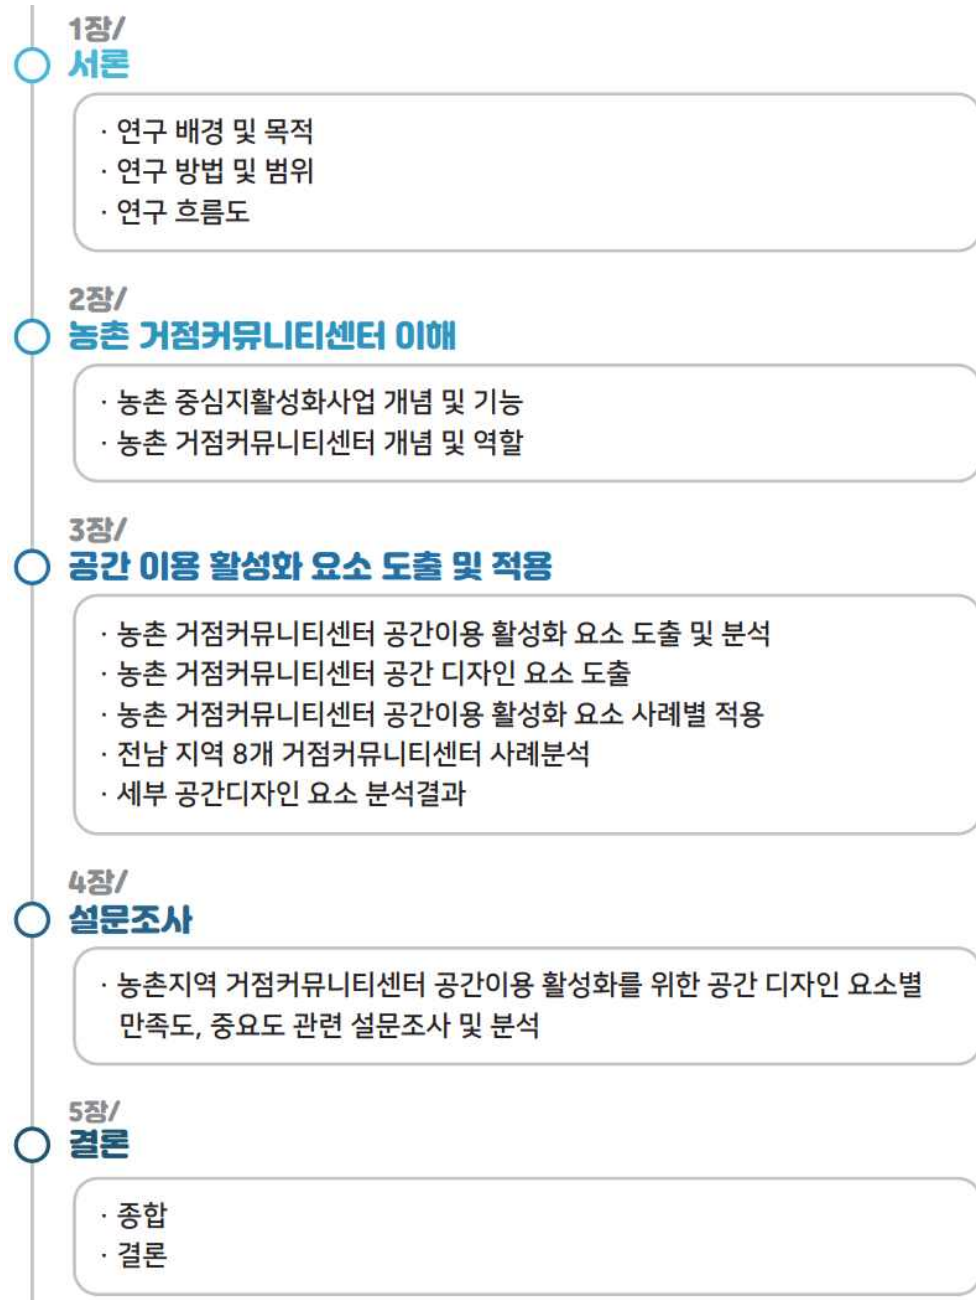 1장/
서론
· 연구 배경 및 목적
· 연구 방법 및 범위
· 연구 흐름도
2장/
농촌 거점커뮤니티센터 이해
· 농촌 중심지활성화사업 개념 및 기능
· 농촌 거점커뮤니티센터 개념 및 역할
3장/
공간 이용 활성화 요소 도출 및 적용
· 농촌 거점커뮤니티센터 공간이용 활성화 요소 도출 및 분석
· 농촌 거점커뮤니티센터 공간 디자인 요소 도출
· 농촌 거점커뮤니티센터 공간이용 활성화 요소 사례별 적용
· 전남 지역 8개 거점커뮤니티센터 사례분석
· 세부 공간디자인 요소 분석결과
4장/
설문조사
· 농촌지역 거점커뮤니티센터 공간이용 활성화를 위한 공간 디자인 요소별
만족도, 중요도 관련 설문조사 및 분석
5장/
결론
· 종합
· 결론